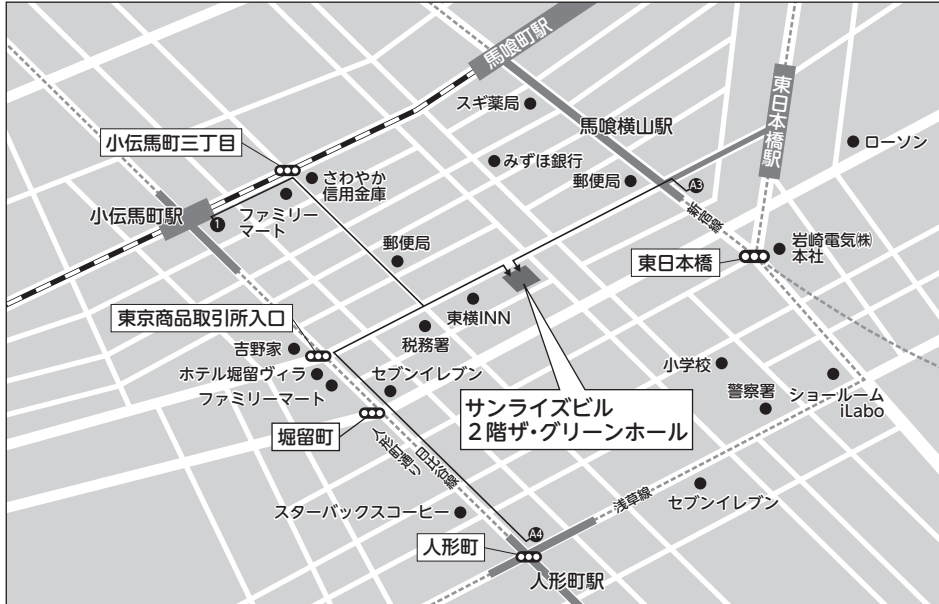 馬喰町駅
スギ薬局
馬喰横山駅
東日本橋駅
ローソン
小伝馬町三丁目
みずほ銀行
さわやか
信用金庫
郵便局
A3
新宿線
小伝馬町駅
1
ファミリー
マート
郵便局
東日本橋
岩崎電気㈱
本社
東京商品取引所入口
東横INN
税務署
吉野家
ホテル堀留ヴィラ
ファミリーマート
セブンイレブン
小学校
警察署
ショールーム
iLabo
サンライズビル
2階ザ・グリーンホール
堀留町
人形町通り
日比谷線
浅草線
セブンイレブン
スターバックスコーヒー
A4
人形町
人形町駅